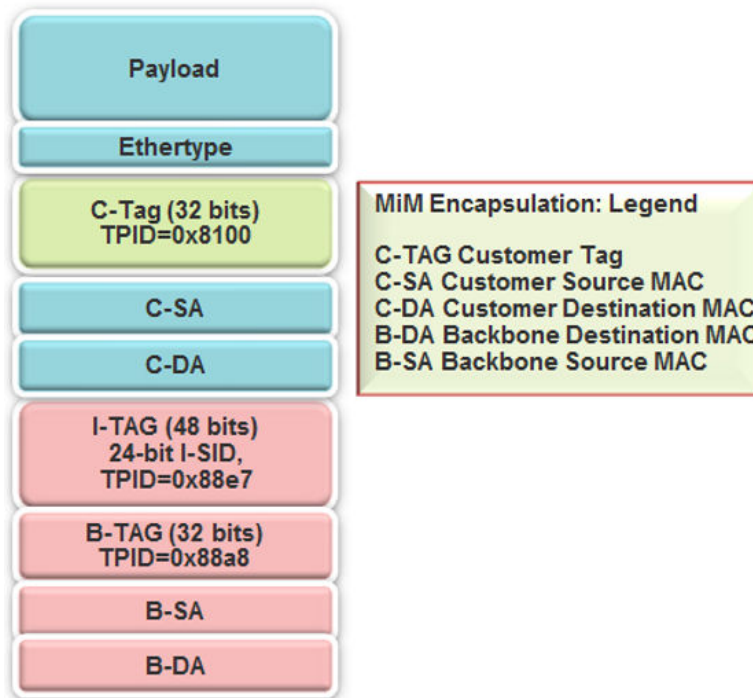 Payload
Ethertype
C-Tag (32 bits)
TPID=0x8100
C-SA
C-DA
I-TAG (48 bits)
24-bit I-SID,
TPID=0x88e7
B-TAG (32 bits)
TPID=0x88a8
B-SA
B-DA
MiM Encapsulation: Legend
C-TAG Customer Tag
C-SA Customer Source MAC
C-DA Customer Destination MAC
B-DA Backbone Destination MAC
B-SA Backbone Source MAC